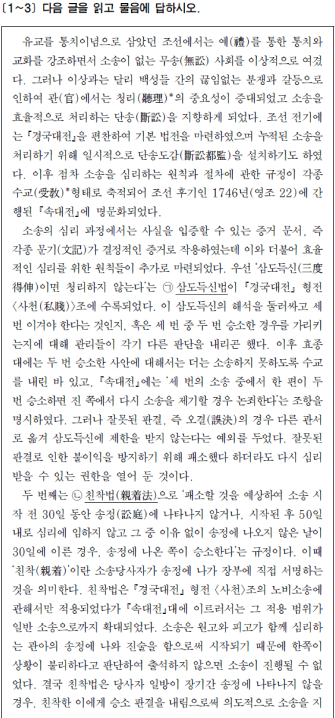 [1~3] 다음 글을 읽고 물음에 답하시오.
유교를 통치이념으로 삼았던 조선에서는 예(禮)를 통한 통치와
교화를 강조하면서 소송이 없는 무송(無訟) 사회를 이상으로 여겼
다. 그러나 이상과는 달리 백성들 간의 끊임없는 분쟁과 갈등으로
인하여 관(官)에서는 청리(聽理)*의 중요성이 증대되었고 소송을
효율적으로 처리하는 단송(斷訟)을 지향하게 되었다. 조선 전기에
는 『경국대전』을 편찬하여 기본 법전을 마련하였으며 누적된 소송을
처리하기 위해 일시적으로 단송도감(斷訟都監)을 설치하기도 하였
다. 이후 점차 소송을 심리하는 원칙과 절차에 관한 규정이 각종
수교(受敎)*형태로 축적되어 조선 후기인 1746년(영조 22)에 간
행된 『속대전』에 명문화되었다.
소송의 심리 과정에서는 사실을 입증할 수 있는 증거 문서, 즉
각종 문기(文記)가 결정적인 증거로 작용하였는데 이와 더불어 효율
적인 심리를 위한 원칙들이 추가로 마련되었다. 우선 ‘삼도득신(三度
得伸)이면 청리하지 않는다’는 ㉠ 삼도득신법이 『경국대전』 형전
〈사천(私賤)〉조에 수록되었다. 이 삼도득신의 해석을 둘러싸고 세
번 이겨야 한다는 것인지, 혹은 세 번 중 두 번 승소한 경우를 가리키
는지에 대해 관리들이 각기 다른 판단을 내리곤 했다. 이후 효종
대에는 두 번 승소한 사안에 대해서는 더는 소송하지 못하도록 수교
를 내린 바 있고, 『속대전』에는 ‘세 번의 소송 중에서 한 편이 두
번 승소하면 진 쪽에서 다시 소송을 제기할 경우 논죄한다’는 조항을
명시하였다. 그러나 잘못된 판결, 즉 오결(誤決)의 경우 다른 관서
로 옮겨 삼도득신에 제한을 받지 않는다는 예외를 두었다. 잘못된
판결로 인한 불이익을 방지하기 위해 패소했다 하더라도 다시 심리
받을 수 있는 권한을 열어 둔 것이다.
두 번째는 ㉡ 친착법(親着法)으로 ‘패소할 것을 예상하여 소송 시
작 전 30일 동안 송정(訟庭)에 나타나지 않거나, 시작된 후 50일
내로 심리에 임하지 않고 그 중 이유 없이 송정에 나오지 않은 날이
30일에 이른 경우, 송정에 나온 쪽이 승소한다’는 규정이다. 이때
‘친착(親着)’이란 소송당사자가 송정에 나가 장부에 직접 서명하는
것을 의미한다. 친착법은 『경국대전』 형전 〈사천〉조의 노비소송에
관해서만 적용되었다가 『속대전』대에 이르러서는 그 적용 범위가
일반 소송으로까지 확대되었다. 소송은 원고와 피고가 함께 심리하
는 관아의 송정에 나와 진술을 함으로써 시작되기 때문에 한쪽이
상황이 불리하다고 판단하여 출석하지 않으면 소송이 진행될 수 없
었다. 결국 친착법은 당사자 일방이 장기간 송정에 나타나지 않을
경우, 친착한 이에게 승소 판결을 내림으로써 의도적으로 소송을 지